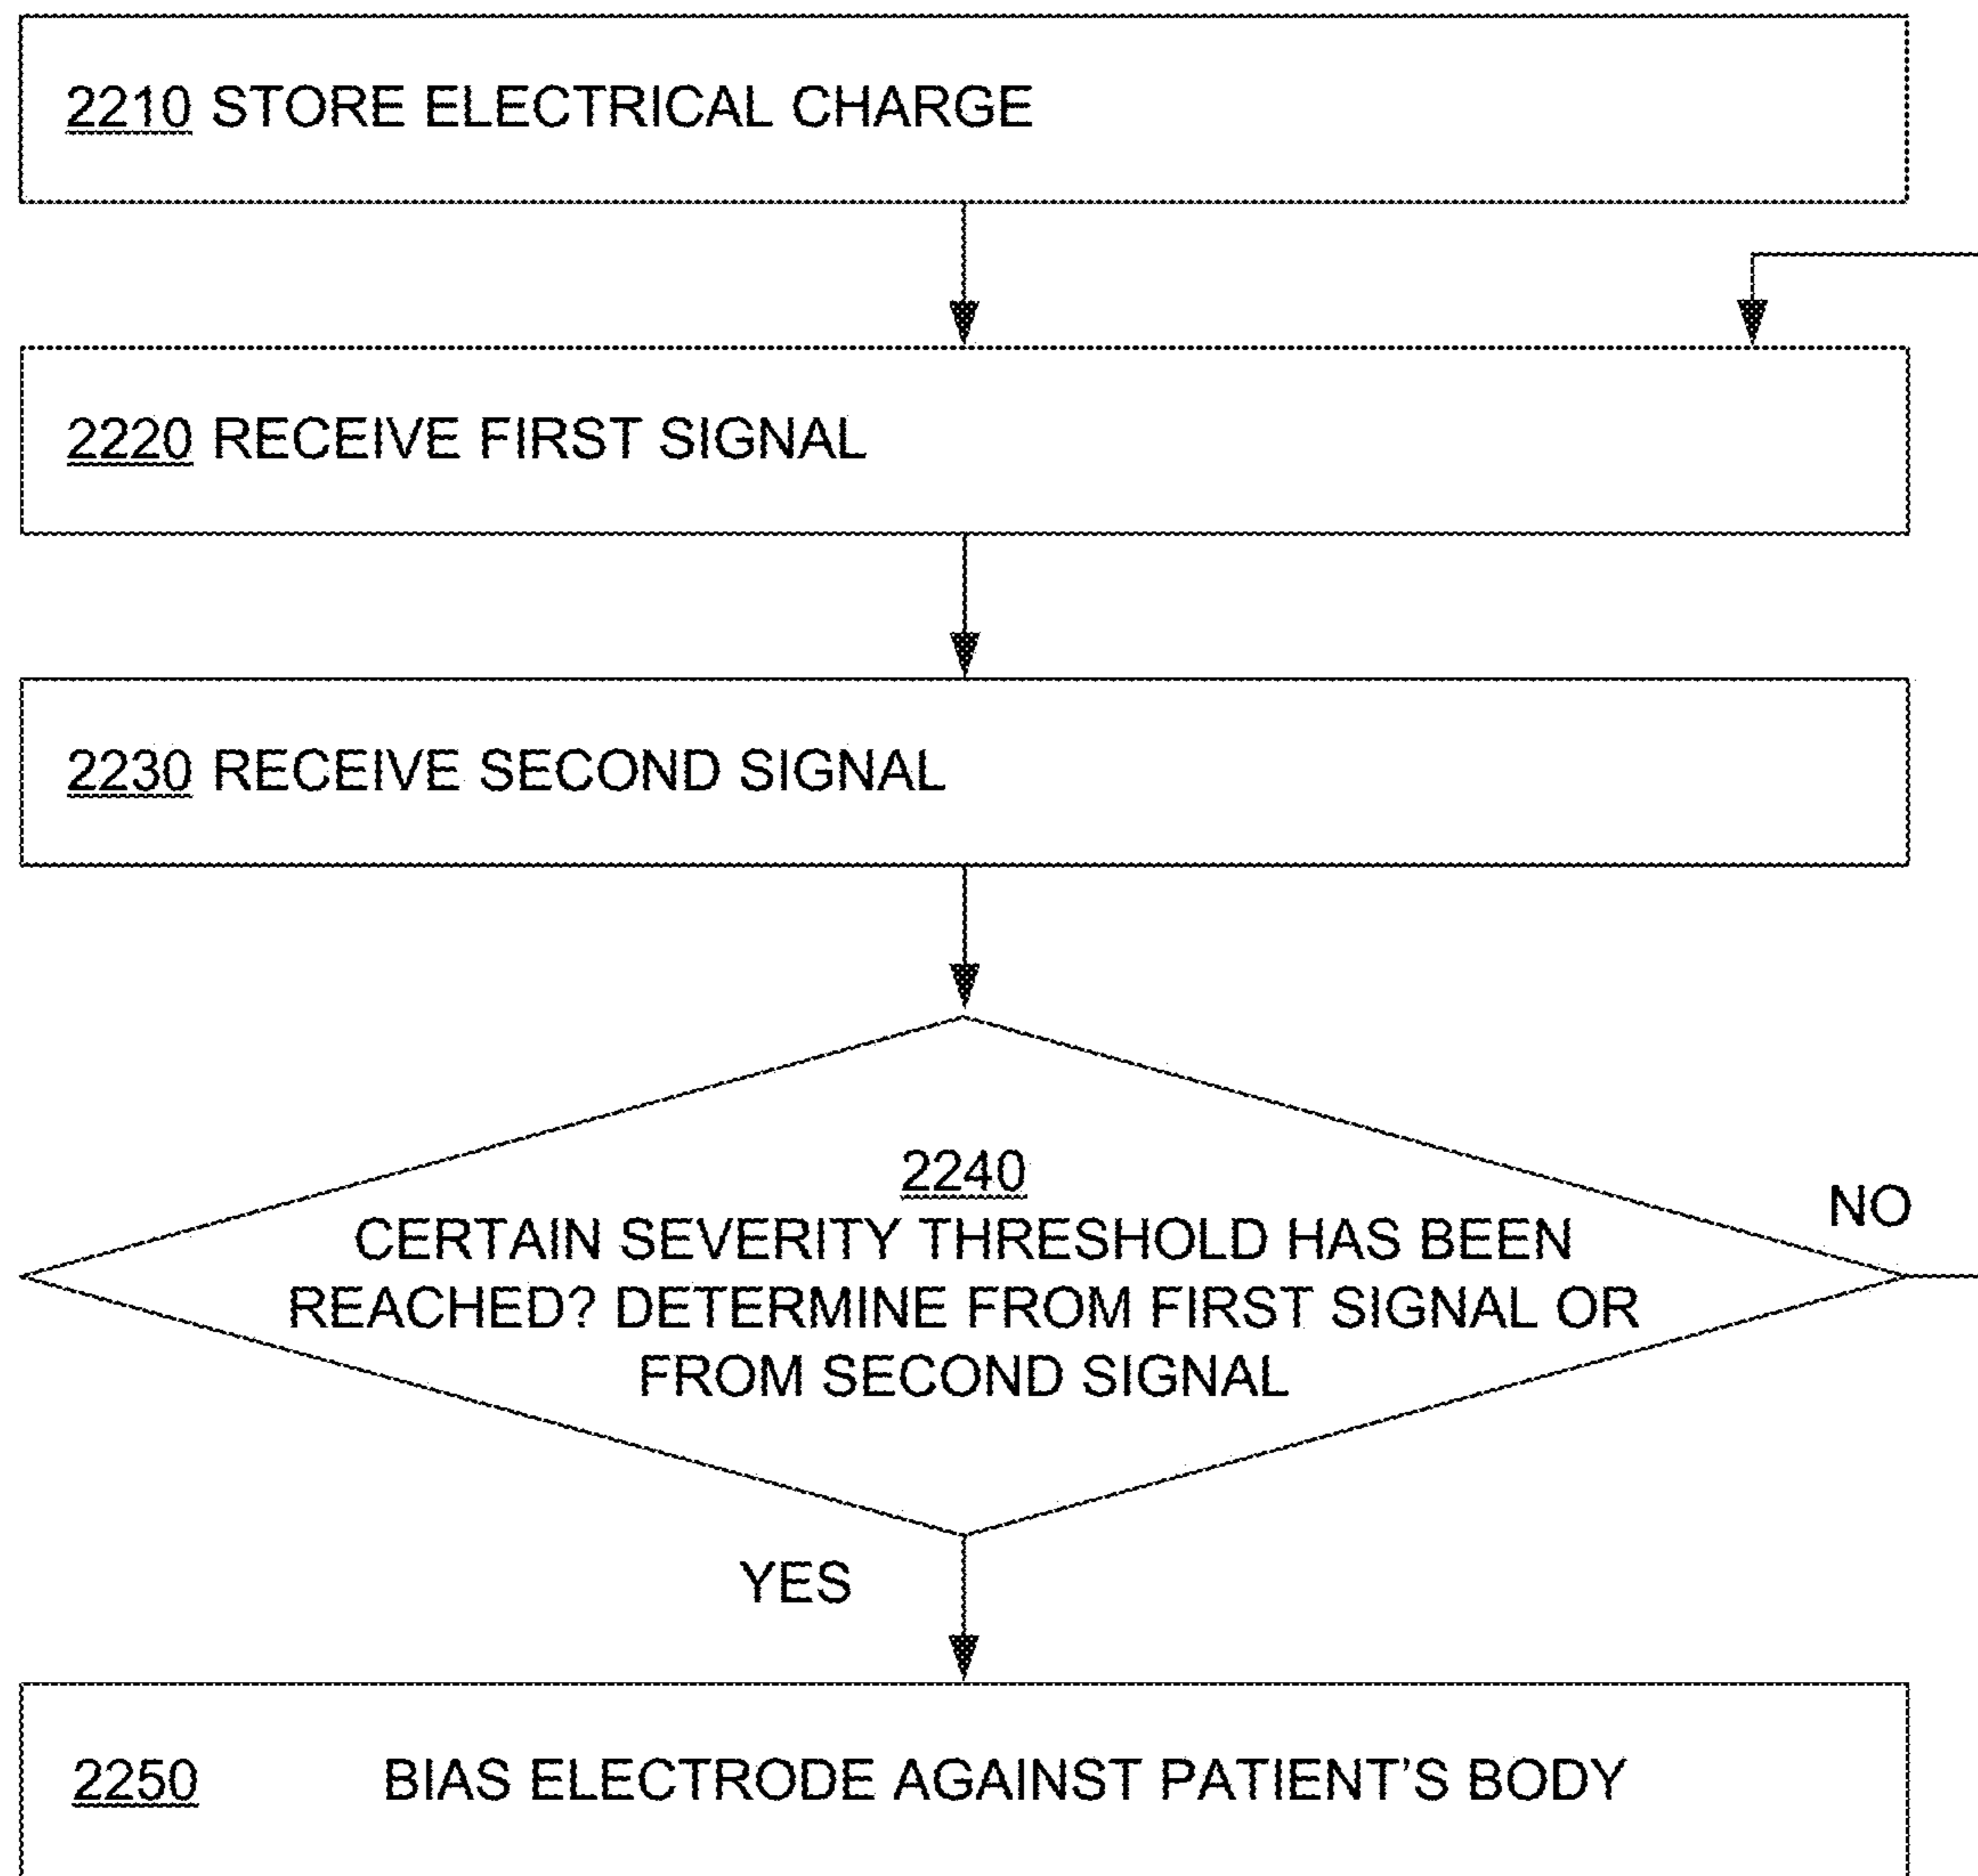 2210 STORE ELECTRICAL CHARGE
2220 RECEIVE FIRST SIGNAL
2230 RECEIVE SECOND SIGNAL
2240
CERTAIN SEVERITY THRESHOLD HAS BEEN
REACHED? DETERMINE FROM FIRST SIGNAL OR
FROM SECOND SIGNAL
NO
YES
2250 BIAS ELECTRODE AGAINST PATIENT'S BODY